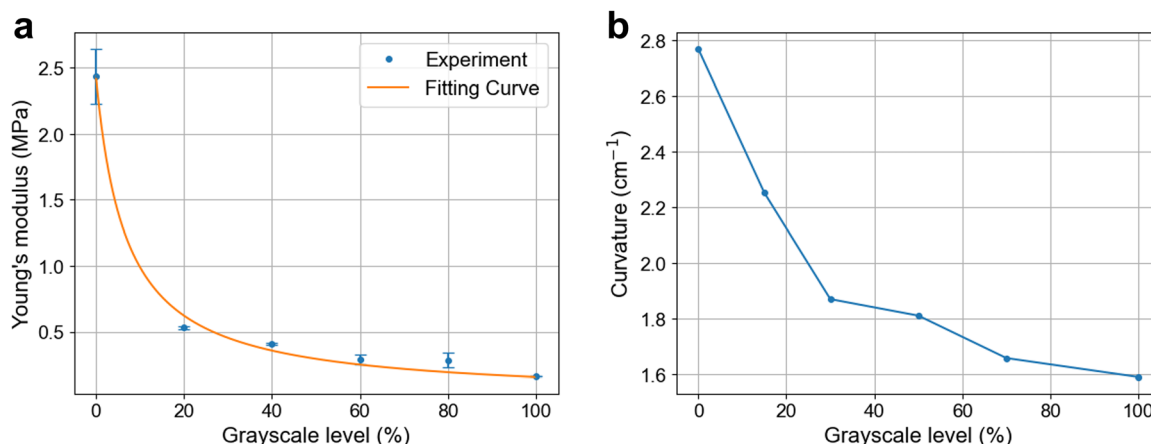 a
Experiment
Fitting Curve
Young's modulus (MPa)
2.5
2.0
1.5
1.0
0.5
0 20 40 60 80 100
Grayscale level (%)
b
Curvature (cm⁻¹)
2.8
2.6
2.4
2.2
2.0
1.8
1.6
0 20 40 60 80 100
Grayscale level (%)